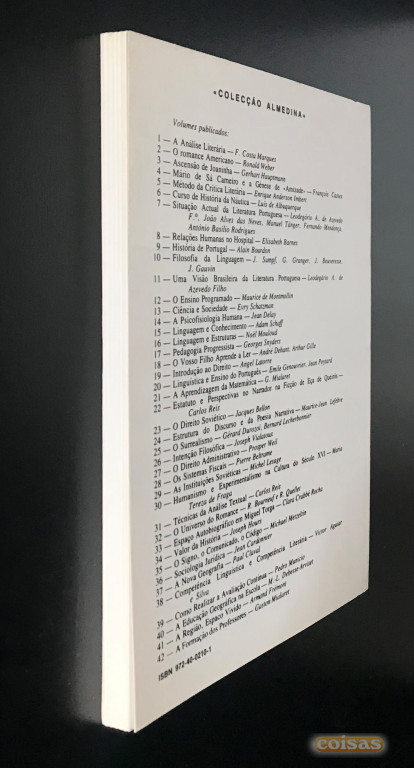 «COLECÇÃO ALMEDINA»
Volumes publicados:
1 — A Análise Literária — F. Costa Marques
2 — O romance Americano — Ronald Weber
3 — Ascensão de Joaninha — Gerhart Hauptmann
4 — Mário de Sá Carneiro e a Génese de «Amizade» — François Castex
5 — Método da Crítica Literária — Enrique Anderson Imbert
6 — Curso de História da Náutica — Luís de Albuquerque
7 — Situação Actual da Literatura Portuguesa — Leodegário A. de Azevedo
F.º, João Alves das Neves, Manuel Tânger, Fernando Mendonça,
António Basílio Rodrigues
8 — Relações Humanas no Hospital — Elisabeth Barnes
9 — História de Portugal — Alain Bourdon
10 — Filosofia da Linguagem — J. Sumpf, G. Granger, J. Bouveresse,
J. Gauvin
11 — Uma Visão Brasileira da Literatura Portuguesa — Leodegário A. de
Azevedo Filho
12 — O Ensino Programado — Maurice de Montmollin
13 — Ciência e Sociedade — Evry Schatzman
14 — A Psicofisiologia Humana — Jean Delay
15 — Linguagem e Conhecimento — Adam Schaff
16 — Linguagem e Estruturas — Noël Mouloud
17 — Pedagogia Progressista — Georges Snyders
18 — O Vosso Filho Aprende a Ler — André Dehant, Arthur Gille
19 — Introdução ao Direito — Angel Latorre
20 — Linguística e Ensino do Português — Emile Genouvrier, Jean Peytard
21 — A Aprendizagem da Matemática — G. Mialaret
22 — Estatuto e Perspectivas do Narrador na Ficção de Eça de Queirós —
Carlos Reis
23 — O Direito Soviético — Jacques Bellon
24 — Estrutura do Discurso e da Poesia Narrativa — Maurice-Jean Lefebve
25 — O Surrealismo — Gérard Durozoi, Bernard Lecherbonnier
26 — Intenção Filosófica — Joseph Vialatoux
27 — O Direito Administrativo — Prosper Weil
28 — Os Sistemas Fiscais — Pierre Beltrame
29 — As Instituições Soviéticas — Michel Lesage
30 — Humanismo e Experimentalismo na Cultura do Século XVI — Maria
Tereza de Fraga
31 — Técnicas da Análise Textual — Carlos Reis
32 — O Universo do Romance — R. Bourneuf e R. Quellet
33 — Espaço Autobiográfico em Miguel Torga — Clara Crabbé Rocha
34 — Valor da História — Joseph Hours
35 — O Signo, o Comunicado, o Código — Michael Metzeltin
36 — Sociologia Jurídica — Jean Carbonnier
37 — A Nova Geografia — Paul Claval
38 — Competência Linguística e Competência Literária — Victor Aguiar
e Silva
39 — Como Realizar a Avaliação Contínua — Pedro Municio
40 — A Educação Geográfica na Escola — M. L. Debesse-Arviset
41 — A Região, Espaço Vivido — Armand Frémont
42 — A Formação dos Professores — Gaston Mialaret
ISBN 972-40-0210-1
coisas